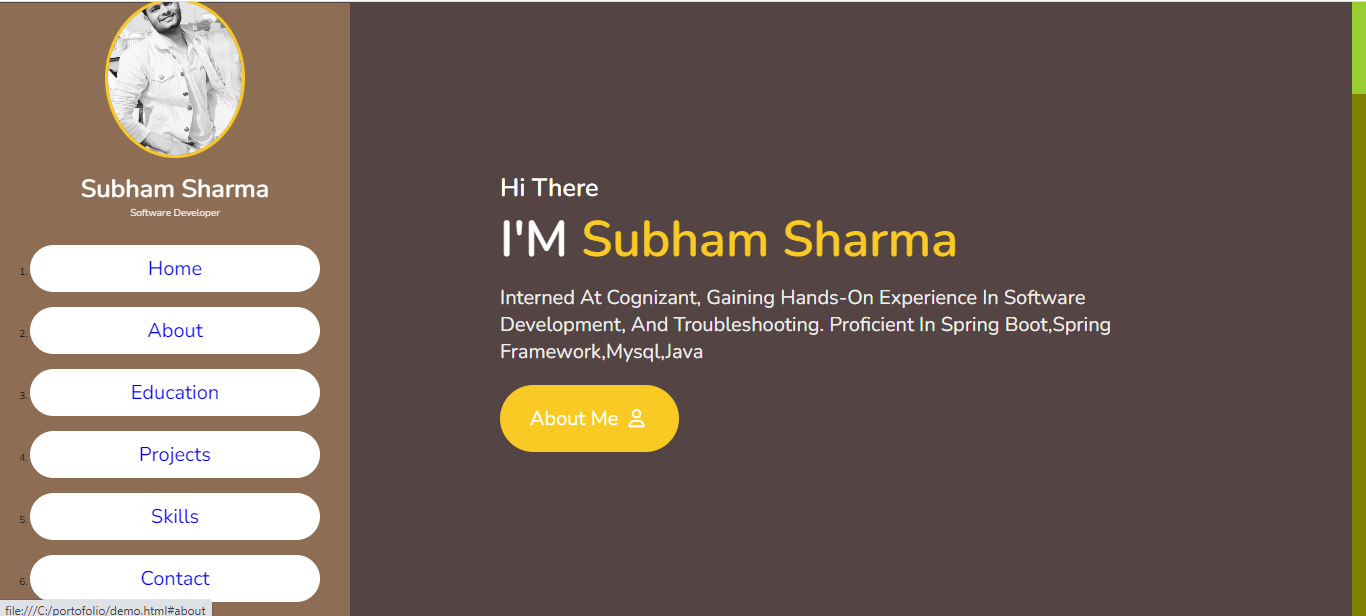 Subham Sharma
Software Developer
1. Home
2. About
3. Education
4. Projects
5. Skills
6. Contact
Hi There
I'M Subham Sharma
Interned At Cognizant, Gaining Hands-On Experience In Software
Development, And Troubleshooting. Proficient In Spring Boot,Spring
Framework,Mysql,Java
About Me
file:///C:/portofolio/demo.html#about